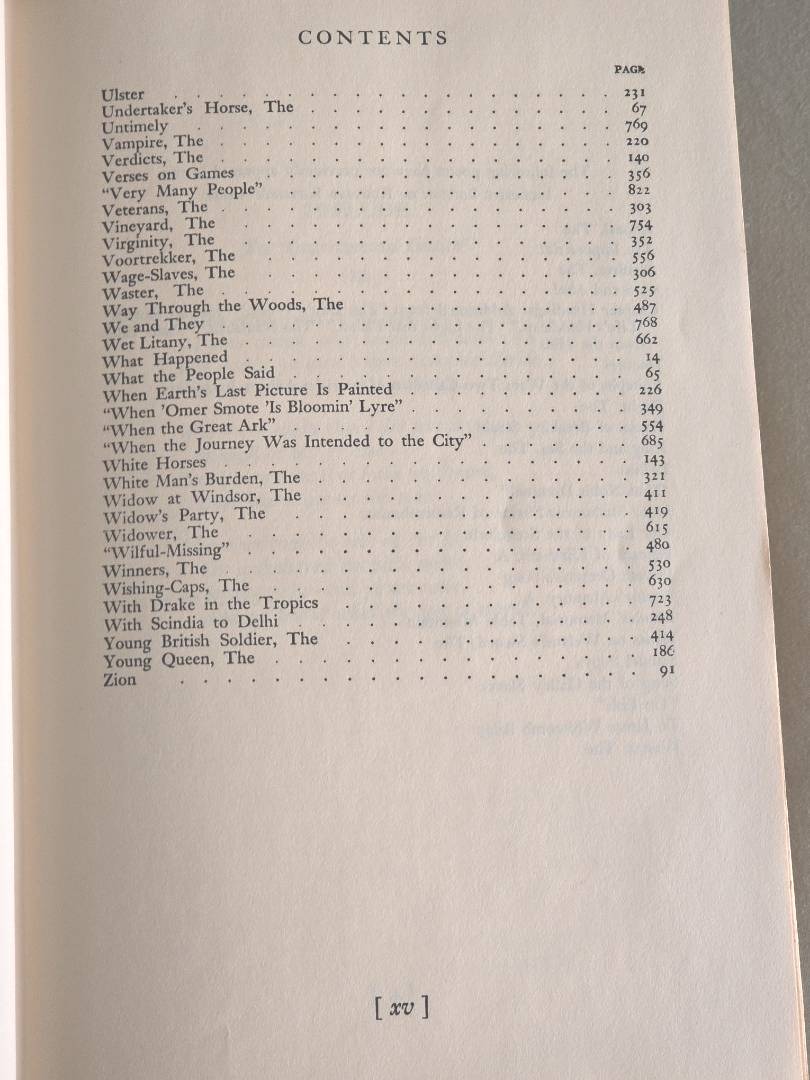 CONTENTS
PAGE
Ulster . . . . . . . . . . . . . . . . . . . 231
Undertaker's Horse, The . . . . . . . . . . . . . 67
Untimely . . . . . . . . . . . . . . . . . . 769
Vampire, The . . . . . . . . . . . . . . . . . 220
Verdicts, The . . . . . . . . . . . . . . . . . 140
Verses on Games . . . . . . . . . . . . . . . 356
"Very Many People" . . . . . . . . . . . . . . 822
Veterans, The . . . . . . . . . . . . . . . . . 303
Vineyard, The . . . . . . . . . . . . . . . . 754
Virginity, The . . . . . . . . . . . . . . . . 352
Voortrekker, The . . . . . . . . . . . . . . . 556
Wage-Slaves, The . . . . . . . . . . . . . . . 306
Waster, The . . . . . . . . . . . . . . . . . 525
Way Through the Woods, The . . . . . . . . . . . 487
We and They . . . . . . . . . . . . . . . . . 768
Wet Litany, The . . . . . . . . . . . . . . . . 662
What Happened . . . . . . . . . . . . . . . . 14
What the People Said . . . . . . . . . . . . . . 65
When Earth's Last Picture Is Painted . . . . . . . . . 226
"When 'Omer Smote 'Is Bloomin' Lyre" . . . . . . . . . 349
"When the Great Ark" . . . . . . . . . . . . . . 554
"When the Journey Was Intended to the City" . . . . . . . 685
White Horses . . . . . . . . . . . . . . . . . 143
White Man's Burden, The . . . . . . . . . . . . . 321
Widow at Windsor, The . . . . . . . . . . . . . 411
Widow's Party, The . . . . . . . . . . . . . . 419
Widower, The . . . . . . . . . . . . . . . . 615
"Wilful-Missing" . . . . . . . . . . . . . . . . 480
Winners, The . . . . . . . . . . . . . . . . . 530
Wishing-Caps, The . . . . . . . . . . . . . . . 630
With Drake in the Tropics . . . . . . . . . . . . 723
With Scindia to Delhi . . . . . . . . . . . . . . 248
Young British Soldier, The . . . . . . . . . . . . 414
Young Queen, The . . . . . . . . . . . . . . . 186
Zion . . . . . . . . . . . . . . . . . . . 91
[ xv ]